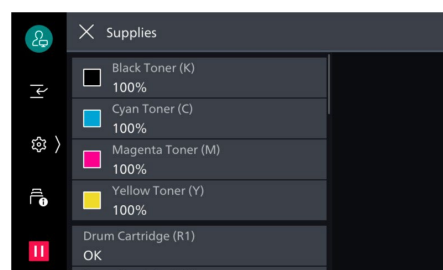 Supplies
Black Toner (K)
100%
Cyan Toner (C)
100%
Magenta Toner (M)
100%
Yellow Toner (Y)
100%
Drum Cartridge (R1)
OK